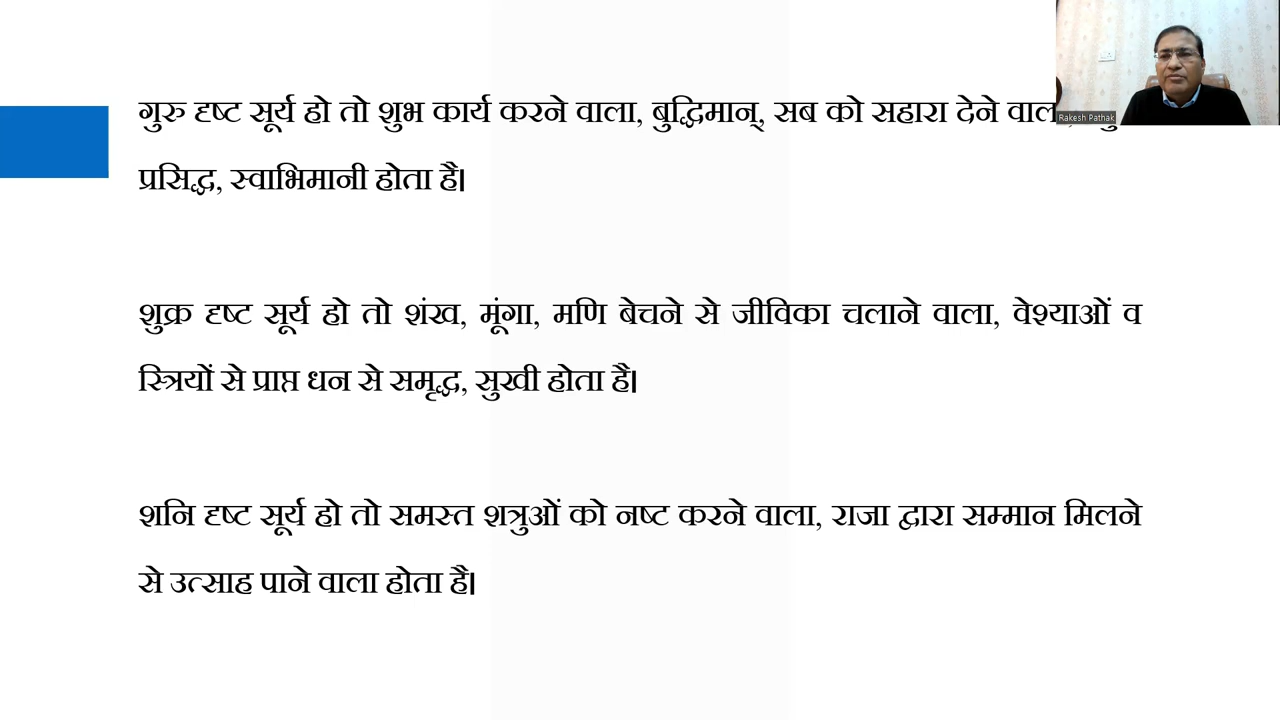 गुरु दृष्ट सूर्य हो तो शुभ कार्य करने वाला, बुद्धिमान्, सब को सहारा देने
Rakesh Pathak
प्रसिद्ध, स्वाभिमानी होता है।
शुक्र दृष्ट सूर्य हो तो शंख, मूंगा, मणि बेचने से जीविका चलाने वाला, वेश्याओं व
स्त्रियों से प्राप्त धन से समृद्ध, सुखी होता है।
शनि दृष्ट सूर्य हो तो समस्त शत्रुओं को नष्ट करने वाला, राजा द्वारा सम्मान मिलने
से उत्साह पाने वाला होता है।